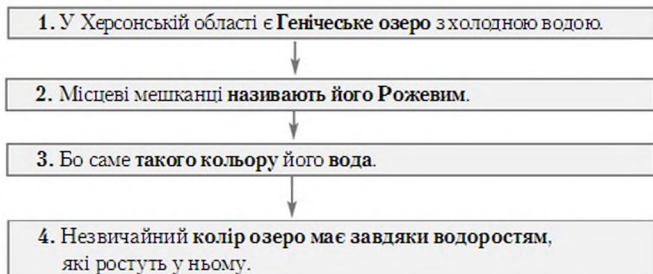 1. У Херсонській області є Генічеське озеро з холодною водою.
2. Місцеві мешканці називають його Рожевим.
3. Бо саме такого кольору його вода.
4. Незвичайний колір озеро має завдяки водоростям,
які ростуть у ньому.